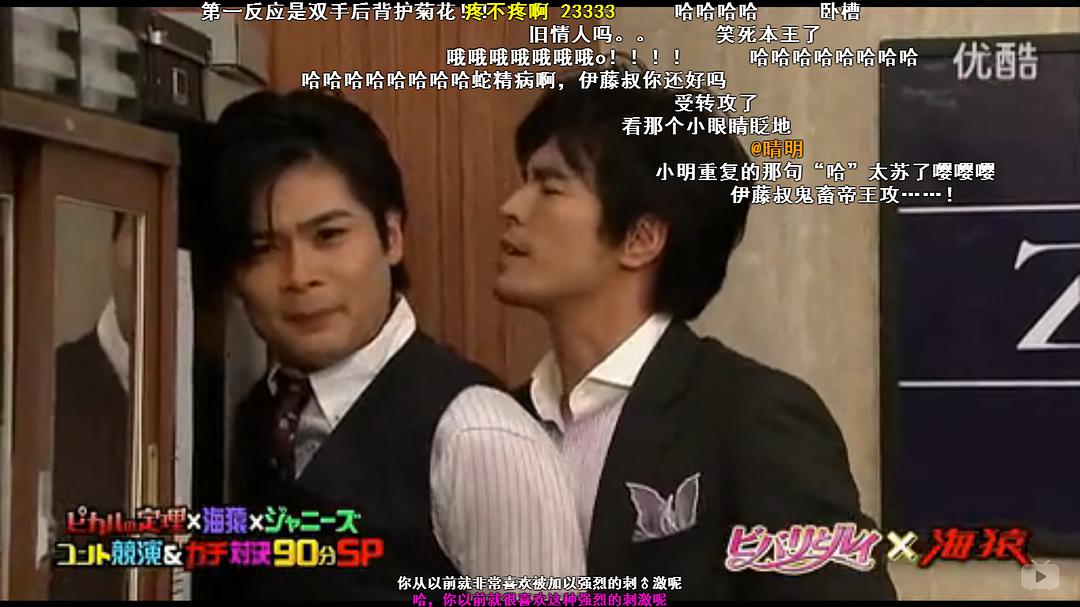 第一反应是双手后背护菊花！！！
疼不疼啊 23333
哈哈哈哈
卧槽
旧情人吗。。
笑死本王了
哦哦哦哦哦哦哦o！！！！
哈哈哈哈哈哈哈哈
优酷
哈哈哈哈哈哈哈哈蛇精病啊，伊藤叔你还好吗
受转攻了
看那个小眼睛眨地
@晴明
小明重复的那句“哈”太苏了嘤嘤嘤
伊藤叔鬼畜帝王攻……！
Z
ピカルの定理×海猿×ジャニーズ
コント競演&ガチ対決90分SP
ビバリとルイ×海猿
你从以前就非常喜欢被加以强烈的刺♂激呢
哈，你以前就很喜欢这种强烈的刺激呢